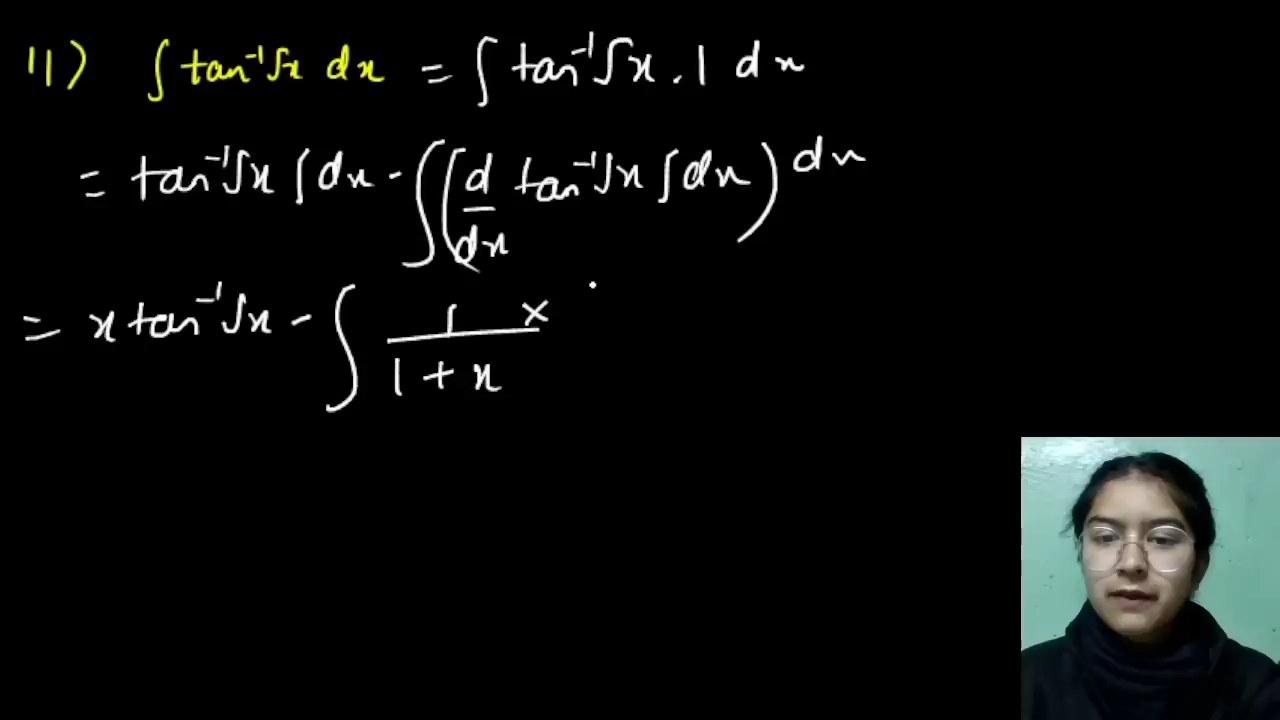 11) ∫ tan⁻¹√x dx = ∫ tan⁻¹√x . 1 dx
= tan⁻¹√x ∫ dx - ∫ (d/dx tan⁻¹√x ∫ dx) dx
= x tan⁻¹√x - ∫ 1/(1 + x) ×